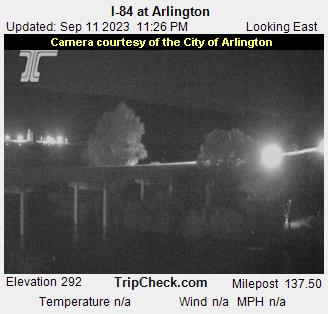 I-84 at Arlington
Updated: Sep 11 2023 11:26 PM Looking East
Camera courtesy of the City of Arlington
Elevation 292 TripCheck.com Milepost 137.50
Temperature n/a Wind n/a MPH n/a